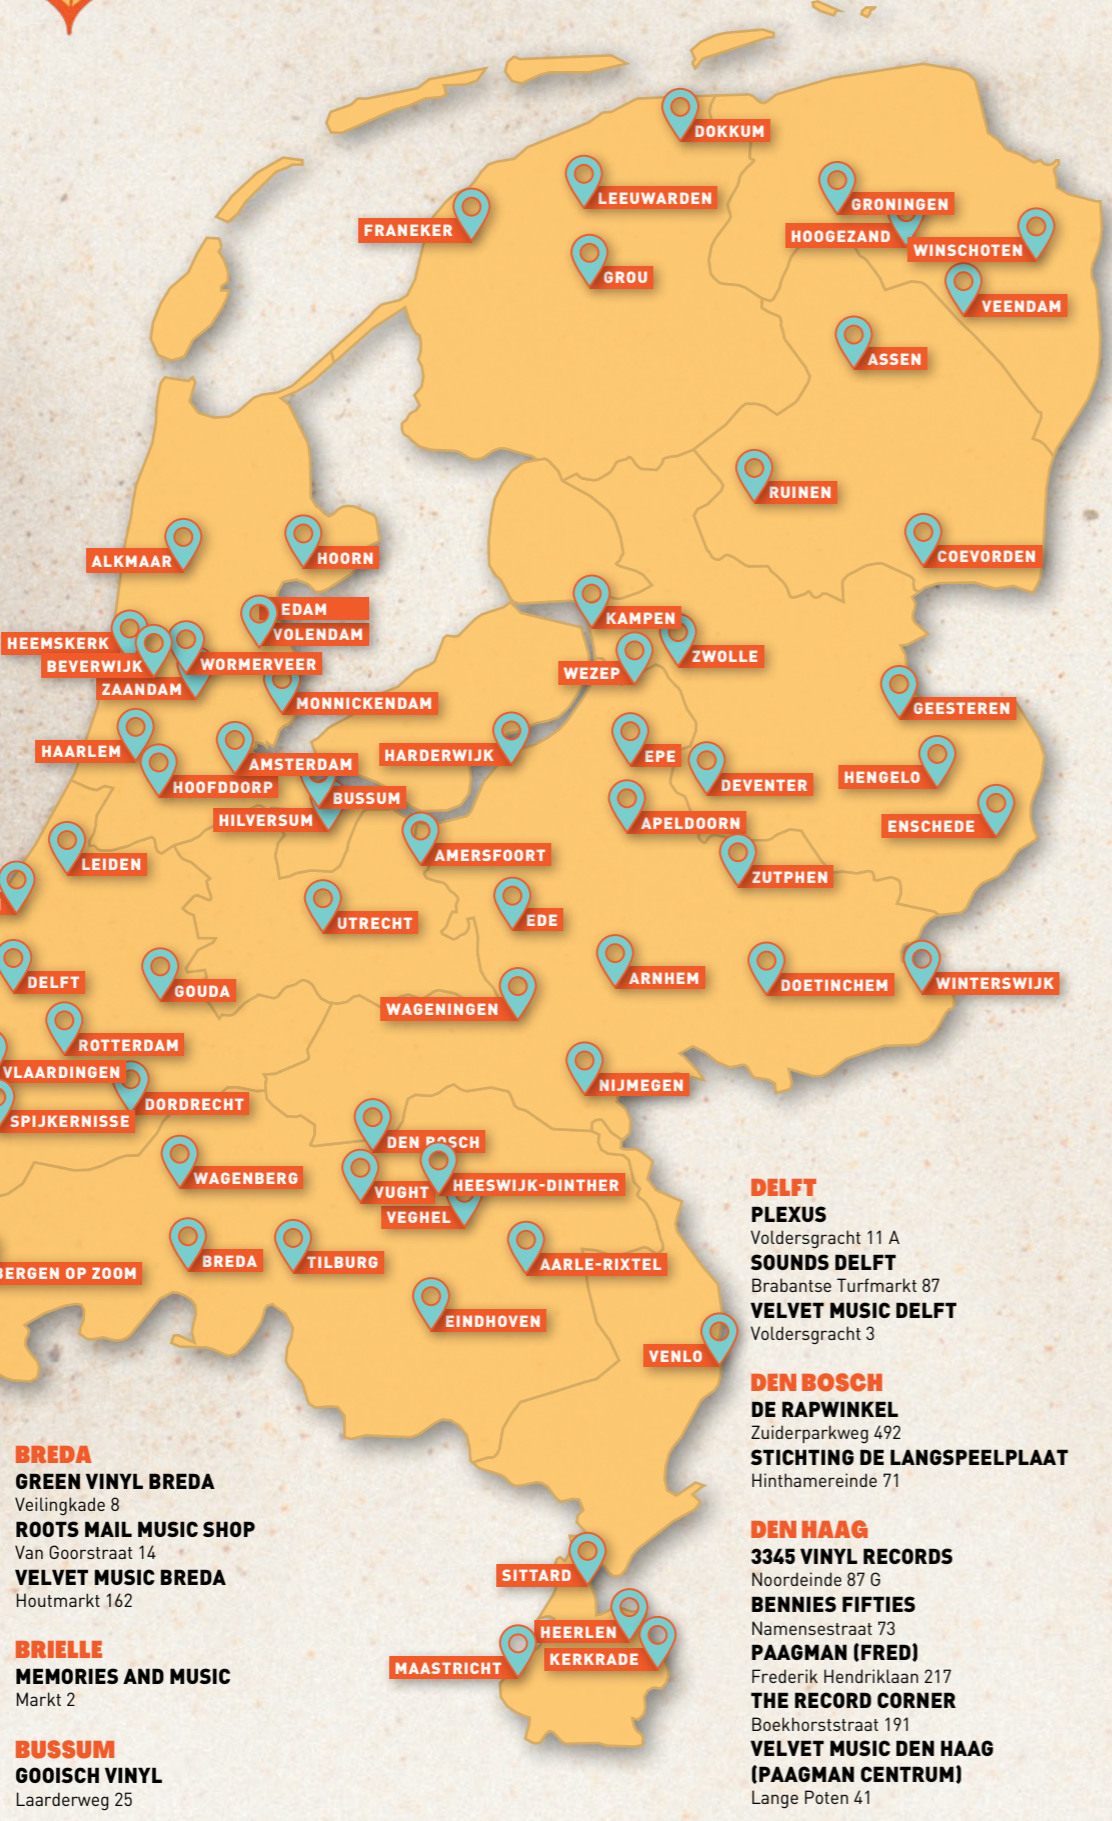 DOKKUM
LEEUWARDEN
GRONINGEN
FRANEKER
HOOGEZAND
WINSCHOTEN
GROU
VEENDAM
ASSEN
RUINEN
ALKMAAR
HOORN
COEVORDEN
EDAM
KAMPEN
VOLENDAM
HEEMSKERK
ZWOLLE
BEVERWIJK
WORMERVEER
WEZEP
ZAANDAM
MONNICKENDAM
GEESTEREN
HAARLEM
HARDERWIJK
EPE
AMSTERDAM
HENGELO
HOOFDDORP
DEVENTER
BUSSUM
HILVERSUM
APELDOORN
ENSCHEDE
AMERSFOORT
LEIDEN
ZUTPHEN
UTRECHT
EDE
DELFT
ARNHEM
DOETINCHEM
WINTERSWIJK
GOUDA
WAGENINGEN
ROTTERDAM
VLAARDINGEN
NIJMEGEN
DORDRECHT
SPIJKERNISSE
DEN BOSCH
WAGENBERG
VUGHT
HEESWIJK-DINTHER
VEGHEL
BREDA
TILBURG
AARLE-RIXTEL
BERGEN OP ZOOM
EINDHOVEN
VENLO
SITTARD
HEERLEN
KERKRADE
MAASTRICHT
BREDA
GREEN VINYL BREDA
Veilingkade 8
ROOTS MAIL MUSIC SHOP
Van Goorstraat 14
VELVET MUSIC BREDA
Houtmarkt 162
BRIELLE
MEMORIES AND MUSIC
Markt 2
BUSSUM
GOOISCH VINYL
Laarderweg 25
DELFT
PLEXUS
Voldersgracht 11 A
SOUNDS DELFT
Brabantse Turfmarkt 87
VELVET MUSIC DELFT
Voldersgracht 3
DEN BOSCH
DE RAPWINKEL
Zuiderparkweg 492
STICHTING DE LANGSPEELPLAAT
Hinthamereinde 71
DEN HAAG
3345 VINYL RECORDS
Noordeinde 87 G
BENNIES FIFTIES
Namensestraat 73
PAAGMAN (FRED)
Frederik Hendriklaan 217
THE RECORD CORNER
Boekhorststraat 191
VELVET MUSIC DEN HAAG
(PAAGMAN CENTRUM)
Lange Poten 41